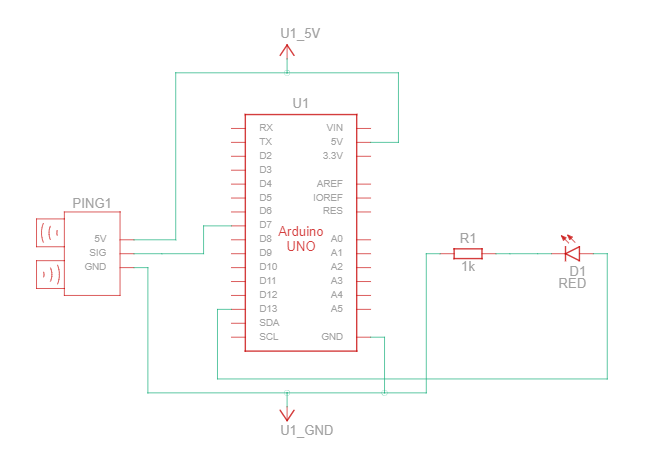 U1_5V
U1
RX
TX
D2
D3
D4
D5
D6
D7
D8
D9
D10
D11
D12
D13
SDA
SCL
Arduino
UNO
VIN
5V
3.3V
AREF
IOREF
RES
A0
A1
A2
A3
A4
A5
GND
PING1
5V
SIG
GND
R1
1k
D1
RED
U1_GND